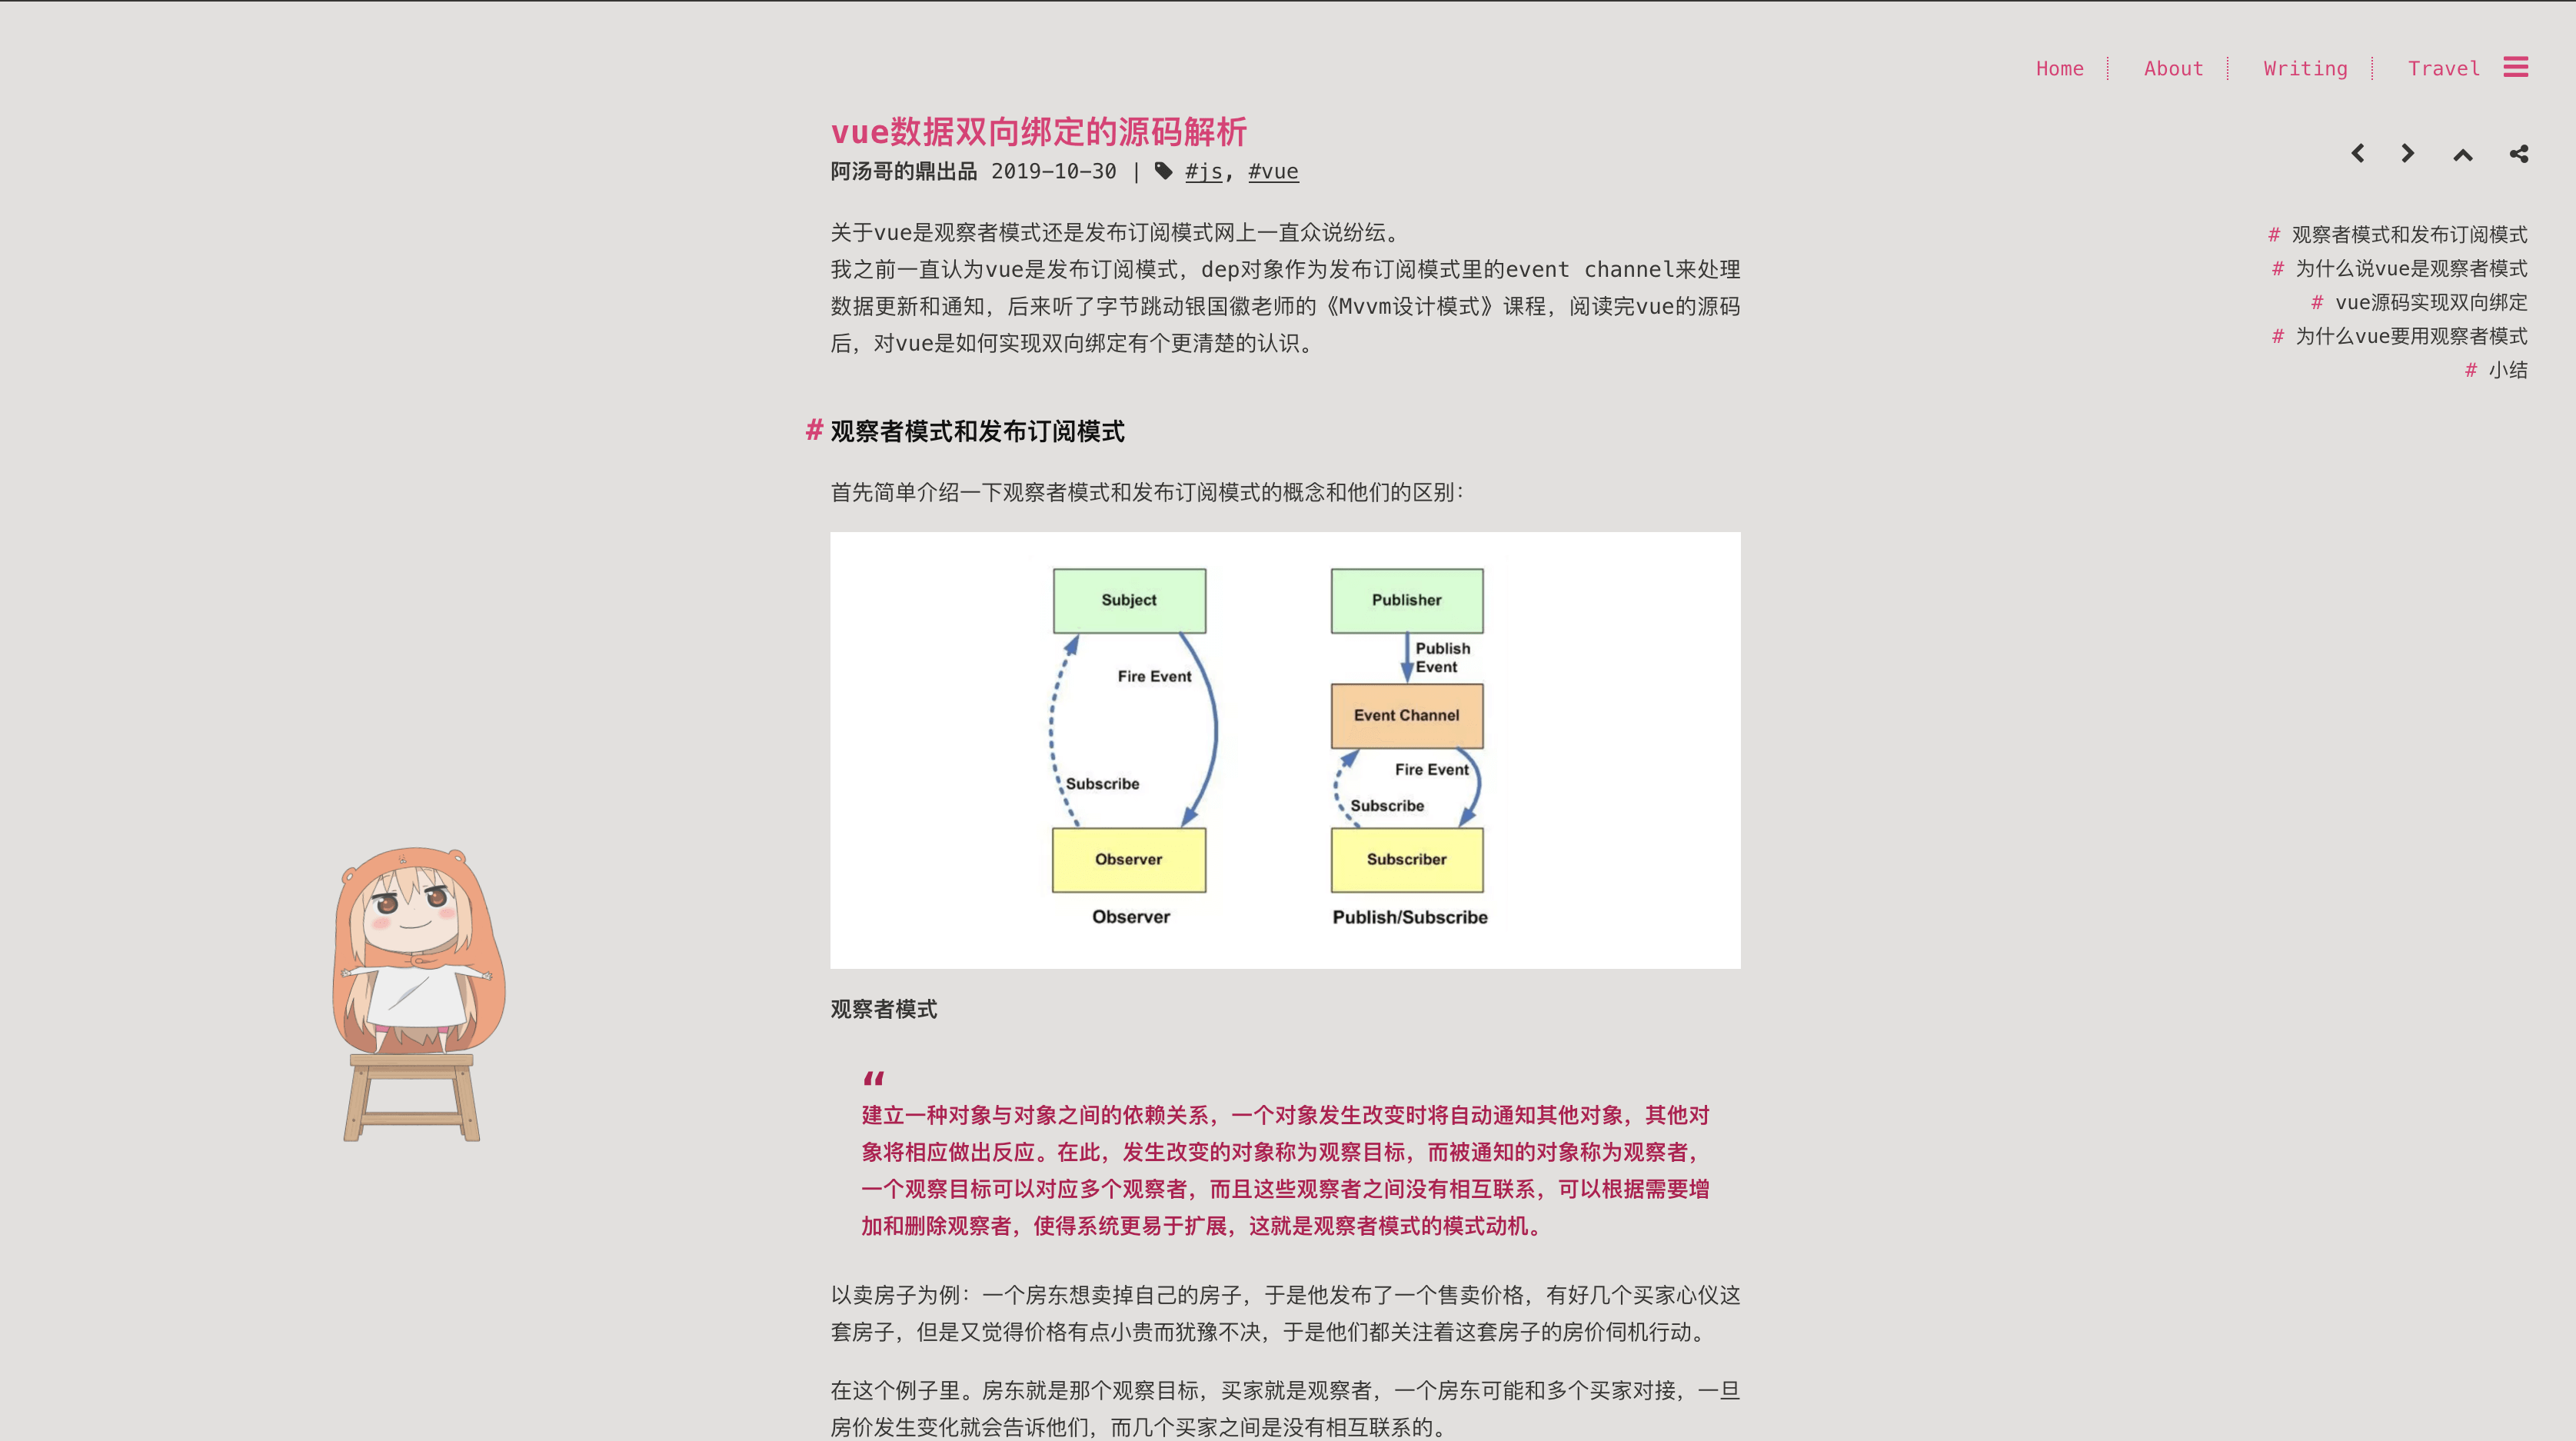 Home
About
Writing
Travel
vue数据双向绑定的源码解析
阿汤哥的鼎出品 2019-10-30 | #js, #vue
# 观察者模式和发布订阅模式
# 为什么说vue是观察者模式
# vue源码实现双向绑定
# 为什么vue要用观察者模式
# 小结
关于vue是观察者模式还是发布订阅模式网上一直众说纷纭。
我之前一直认为vue是发布订阅模式，dep对象作为发布订阅模式里的event channel来处理
数据更新和通知，后来听了字节跳动银国徽老师的《Mvvm设计模式》课程，阅读完vue的源码
后，对vue是如何实现双向绑定有个更清楚的认识。
# 观察者模式和发布订阅模式
首先简单介绍一下观察者模式和发布订阅模式的概念和他们的区别：
Subject
Fire Event
Subscribe
Observer
Observer
Publisher
Publish
Event
Event Channel
Fire Event
Subscribe
Subscriber
Publish/Subscribe
观察者模式
“
建立一种对象与对象之间的依赖关系，一个对象发生改变时将自动通知其他对象，其他对
象将相应做出反应。在此，发生改变的对象称为观察目标，而被通知的对象称为观察者，
一个观察目标可以对应多个观察者，而且这些观察者之间没有相互联系，可以根据需要增
加和删除观察者，使得系统更易于扩展，这就是观察者模式的模式动机。
以卖房子为例：一个房东想卖掉自己的房子，于是他发布了一个售卖价格，有好几个买家心仪这
套房子，但是又觉得价格有点小贵而犹豫不决，于是他们都关注着这套房子的房价伺机行动。
在这个例子里。房东就是那个观察目标，买家就是观察者，一个房东可能和多个买家对接，一旦
房价发生变化就会告诉他们，而几个买家之间是没有相互联系的。